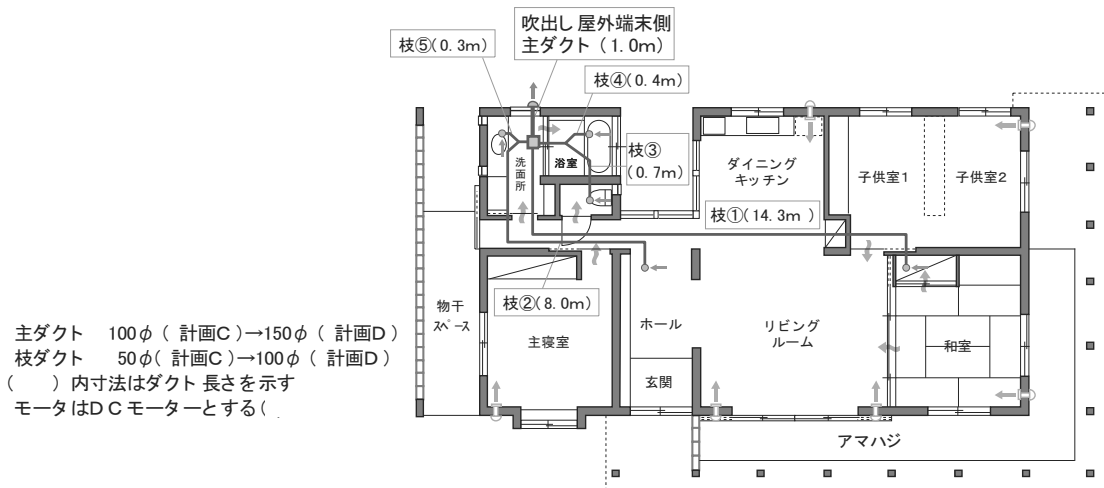 吹出し 屋外端末側
主ダクト (1.0m)
枝⑤(0.3m)
枝④(0.4m)
枝③
(0.7m)
洗面所
浴室
ダイニング
キッチン
子供室1
子供室2
枝①(14.3m)
枝②(8.0m)
物干
スペース
主寝室
ホール
玄関
リビング
ルーム
和室
アマハジ
主ダクト 100φ (計画C)→150φ (計画D)
枝ダクト 50φ(計画C)→100φ (計画D)
( )内寸法はダクト長さを示す
モータはDCモーターとする(